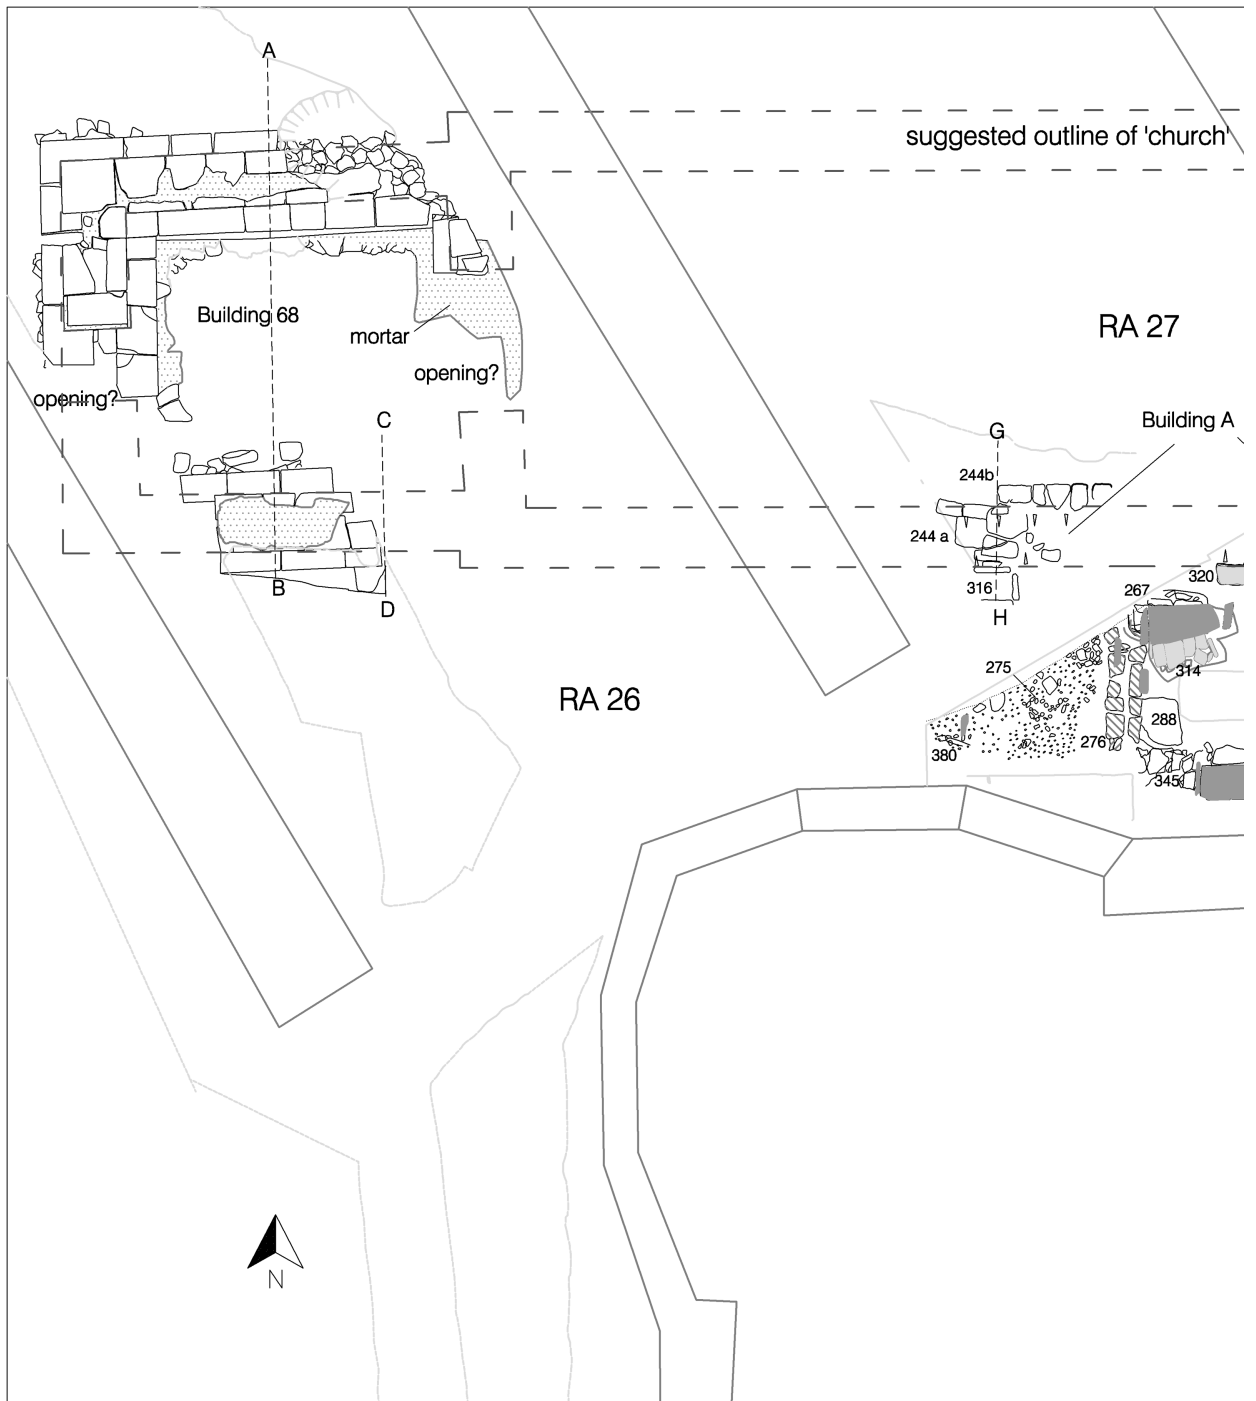 A
suggested outline of 'church'
Building 68
mortar
RA 27
opening?
opening?
C
G
Building A
244b
244 a
B
D
316
H
320
267
275
314
RA 26
288
276
380
345
N